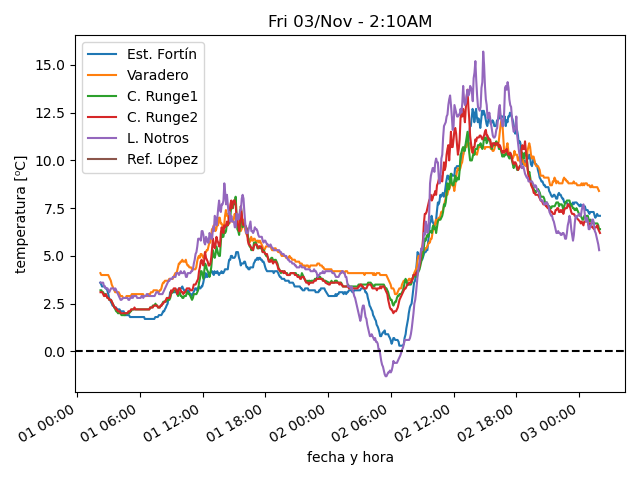 Fri 03/Nov - 2:10AM
Est. Fortín
Varadero
C. Runge1
C. Runge2
L. Notros
Ref. López
temperatura [°C]
15.0
12.5
10.0
7.5
5.0
2.5
0.0
01 00:00
01 06:00
01 12:00
01 18:00
02 00:00
02 06:00
02 12:00
02 18:00
03 00:00
fecha y hora